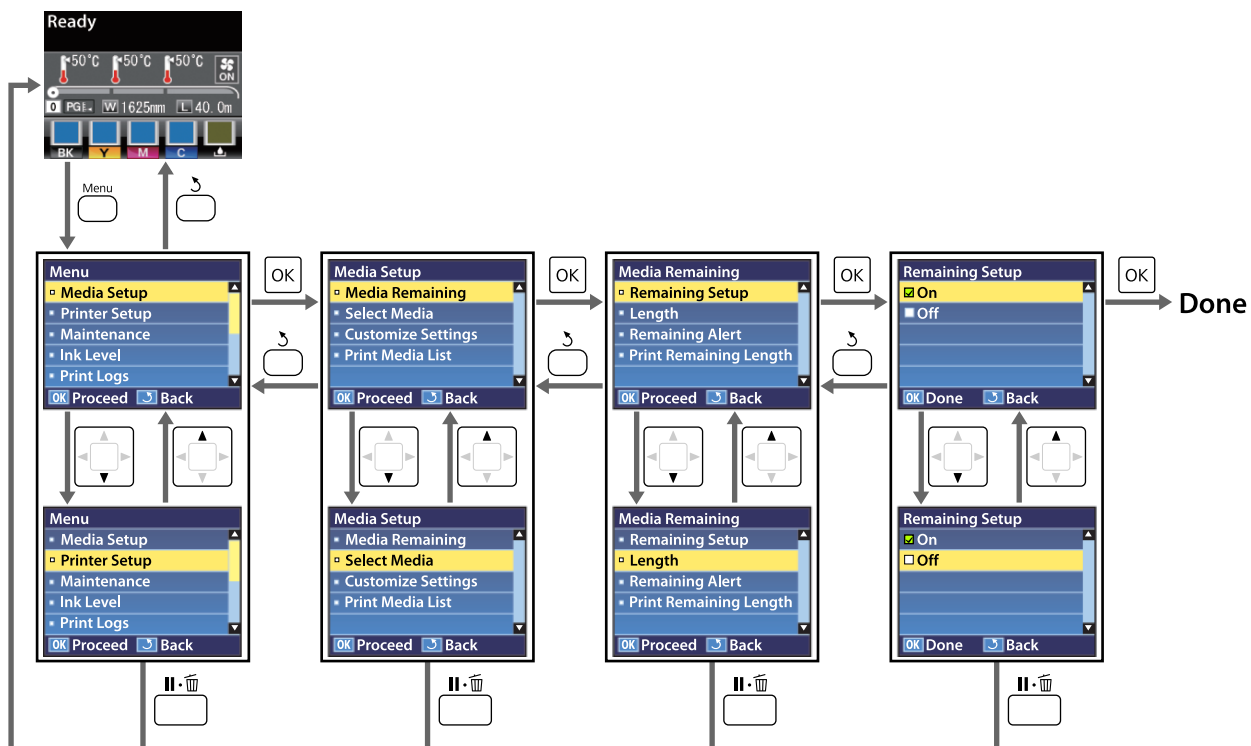 Ready
50°C 50°C 50°C
ON
0 PG W 1625mm L 40.0m
BK Y M C
Menu
OK OK OK OK
Menu
Media Setup
Printer Setup
Maintenance
Ink Level
Print Logs
OK Proceed Back
Media Setup
Media Remaining
Select Media
Customize Settings
Print Media List
OK Proceed Back
Media Remaining
Remaining Setup
Length
Remaining Alert
Print Remaining Length
OK Proceed Back
Remaining Setup
On
Off
OK Done Back
Done
Menu
Media Setup
Printer Setup
Maintenance
Ink Level
Print Logs
OK Proceed Back
Media Setup
Media Remaining
Select Media
Customize Settings
Print Media List
OK Proceed Back
Media Remaining
Remaining Setup
Length
Remaining Alert
Print Remaining Length
OK Proceed Back
Remaining Setup
On
Off
OK Done Back